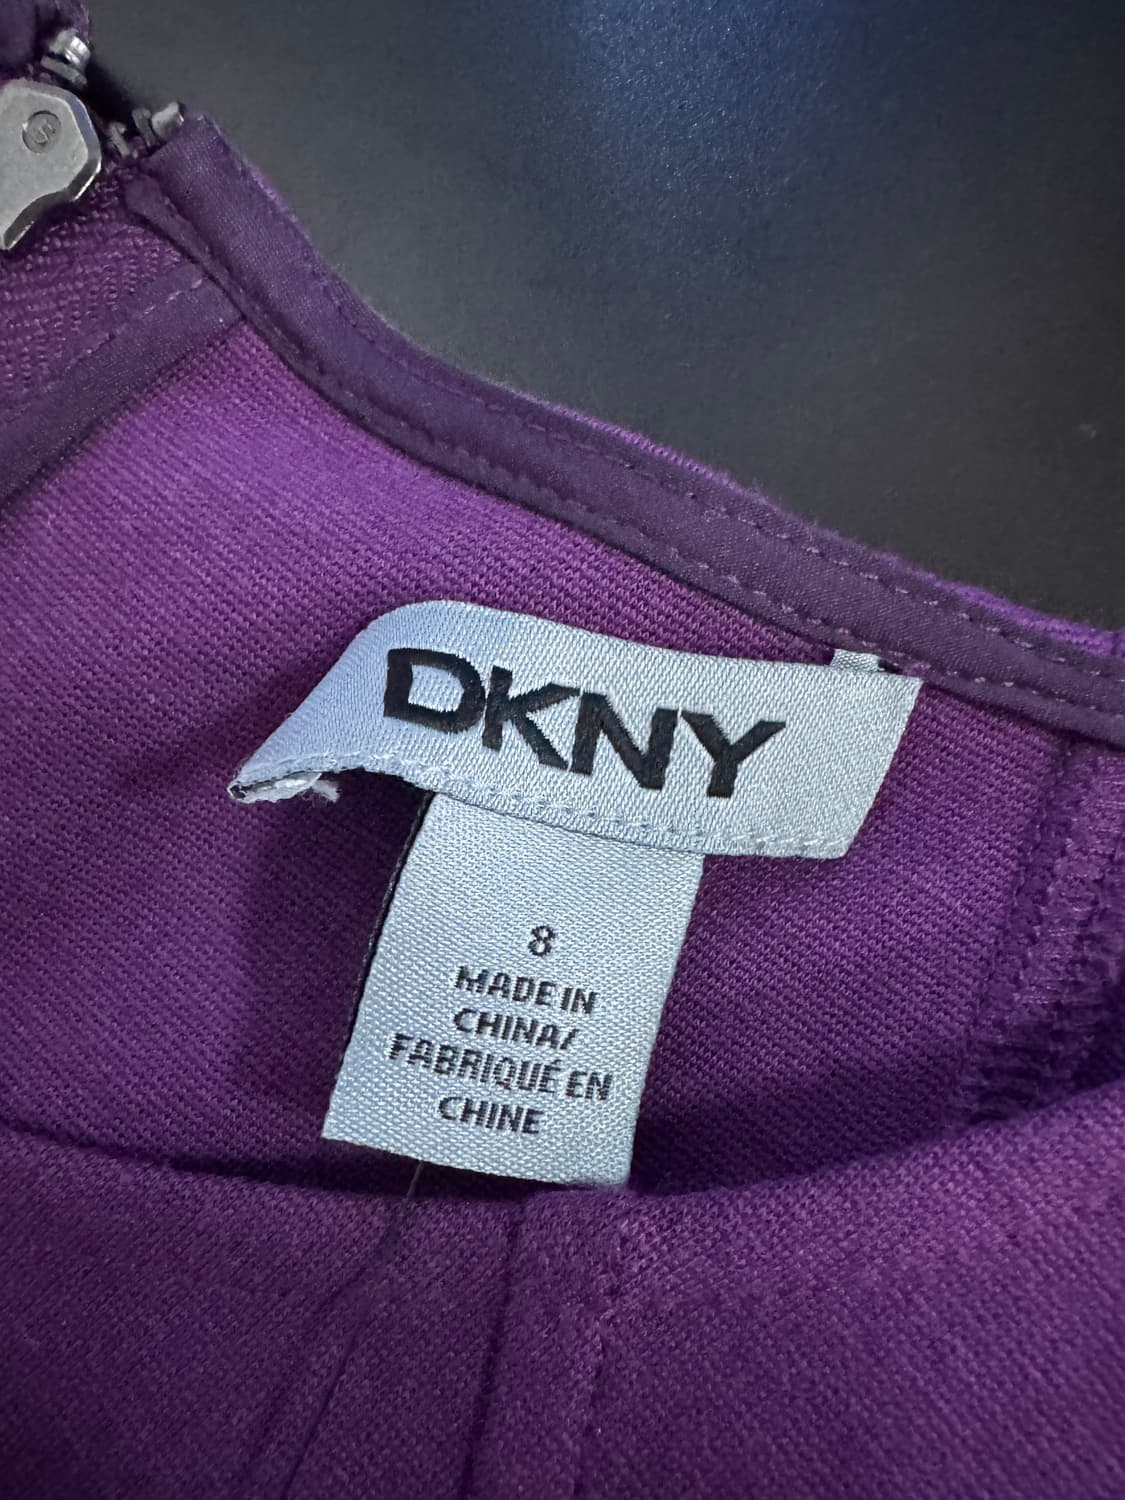 DKNY
8
MADE IN
CHINA/
FABRIQUÉ EN
CHINE